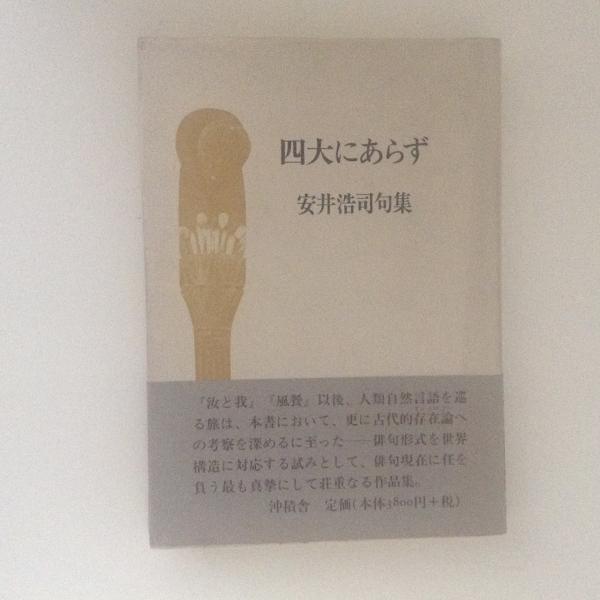 四大にあらず
安井浩司句集
『汝と我』『風餐』以後、人類自然言語を巡
る旅は、本書において、更に古代的存在論へ
の考察を深めるに至った――俳句形式を世界
構造に対応する試みとして、俳句現在に任を
負う最も真摯にして荘重なる作品集。
沖積舎 定価(本体3800円+税)